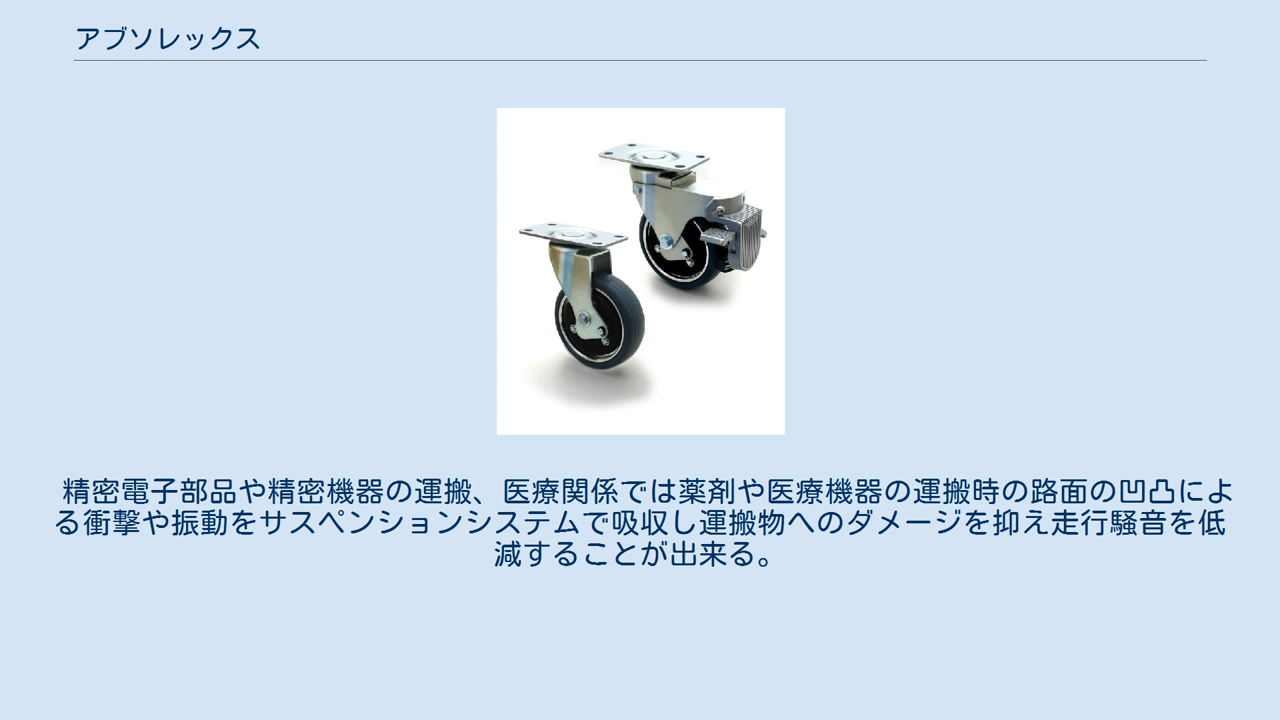 アブソレックス
精密電子部品や精密機器の運搬、医療関係では薬剤や医療機器の運搬時の路面の凹凸によ
る衝撃や振動をサスペンションシステムで吸収し運搬物へのダメージを抑え走行騒音を低
減することが出来る。